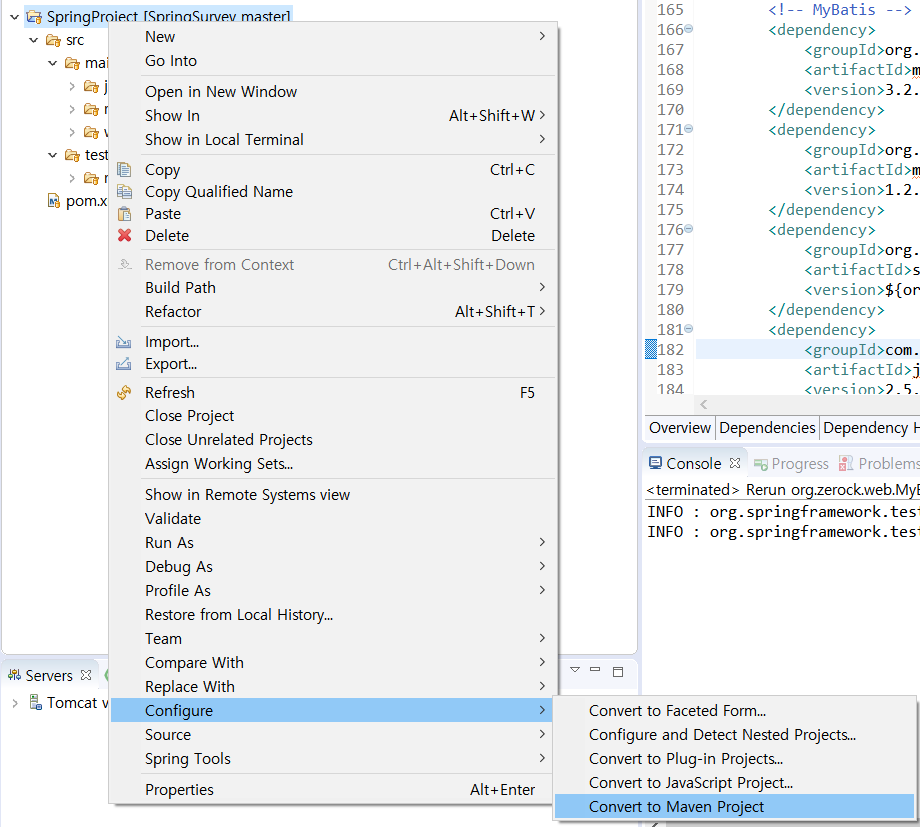 SpringProject [SpringSurvey master]
src
pom.x
New
Go Into
Open in New Window
Show In Alt+Shift+W
Show in Local Terminal
Copy Ctrl+C
Copy Qualified Name
Paste Ctrl+V
Delete Delete
Remove from Context Ctrl+Alt+Shift+Down
Build Path
Refactor Alt+Shift+T
Import...
Export...
Refresh F5
Close Project
Close Unrelated Projects
Assign Working Sets...
Show in Remote Systems view
Validate
Run As
Debug As
Profile As
Restore from Local History...
Team
Compare With
Replace With
Configure
Source
Spring Tools
Properties Alt+Enter
Convert to Faceted Form...
Configure and Detect Nested Projects...
Convert to Plug-in Projects...
Convert to JavaScript Project...
Convert to Maven Project
165 <!-- MyBatis -->
166 <dependency>
167 <groupId>org.
168 <artifactId>m
169 <version>3.2.
170 </dependency>
171 <dependency>
172 <groupId>org.
173 <artifactId>m
174 <version>1.2.
175 </dependency>
176 <dependency>
177 <groupId>org.
178 <artifactId>s
179 <version>${or
180 </dependency>
181 <dependency>
182 <groupId>com.
183 <artifactId>j
184 <version>2.5.
Overview Dependencies Dependency H
Console Progress Problems
<terminated> Rerun org.zerock.web.MyB
INFO : org.springframework.test
INFO : org.springframework.test
Servers
Tomcat v
test